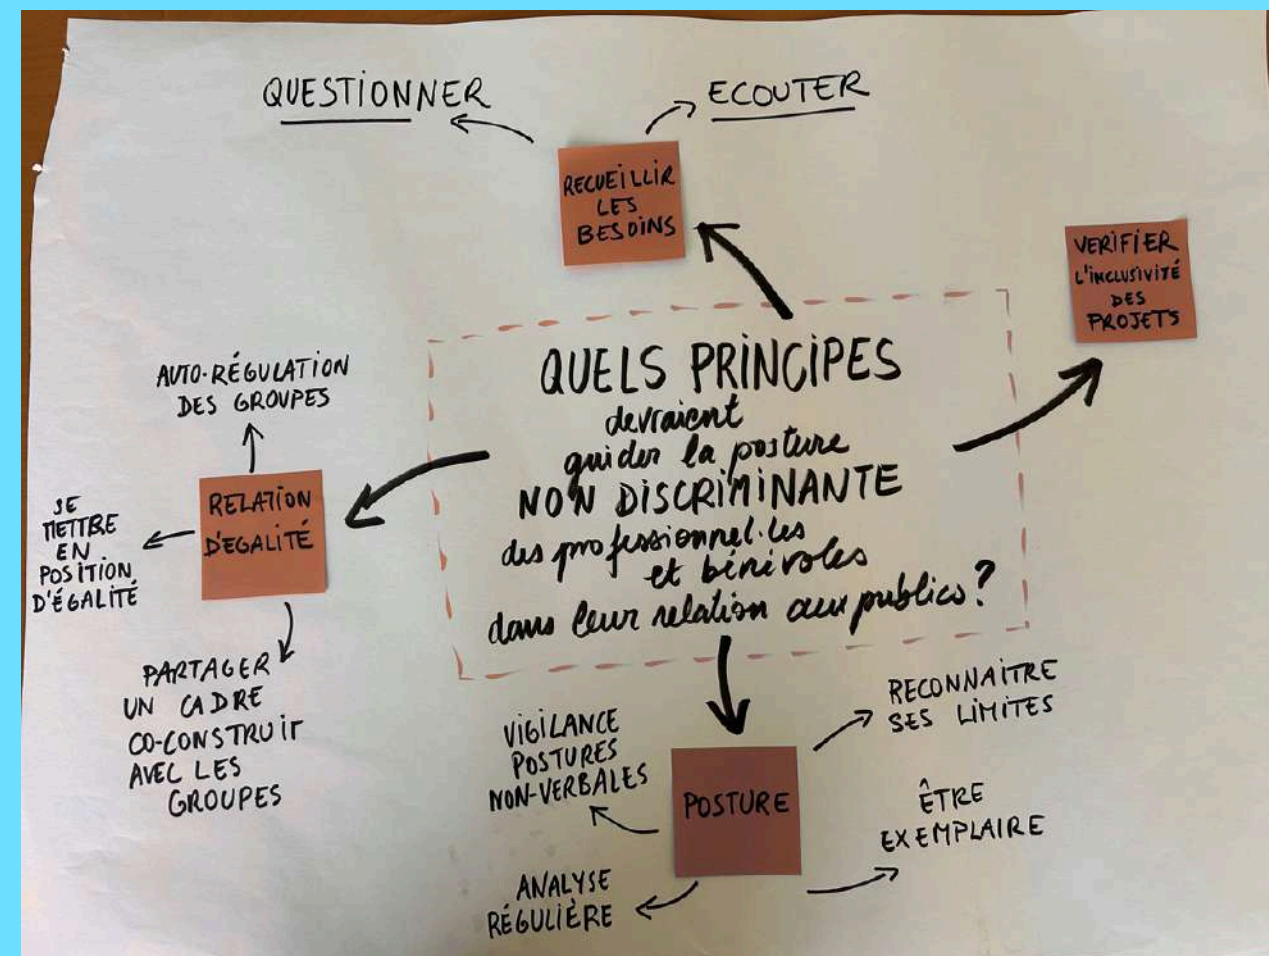 QUESTIONNER
ECOUTER
RECUEILLIR
LES
BESOINS
VERIFIER
L'INCLUSIVITÉ
DES
PROJETS
QUELS PRINCIPES
devraient
guider la posture
NON DISCRIMINANTE
des professionnel·les
et bénévoles
dans leur relation aux publics?
AUTO-RÉGULATION
DES GROUPES
RELATION
D'EGALITÉ
SE
METTRE
EN
POSITION
D'ÉGALITÉ
PARTAGER
UN CADRE
CO-CONSTRUIT
AVEC LES
GROUPES
POSTURE
VIGILANCE
POSTURES
NON-VERBALES
RECONNAITRE
SES LIMITES
ANALYSE
RÉGULIÈRE
ÊTRE
EXEMPLAIRE